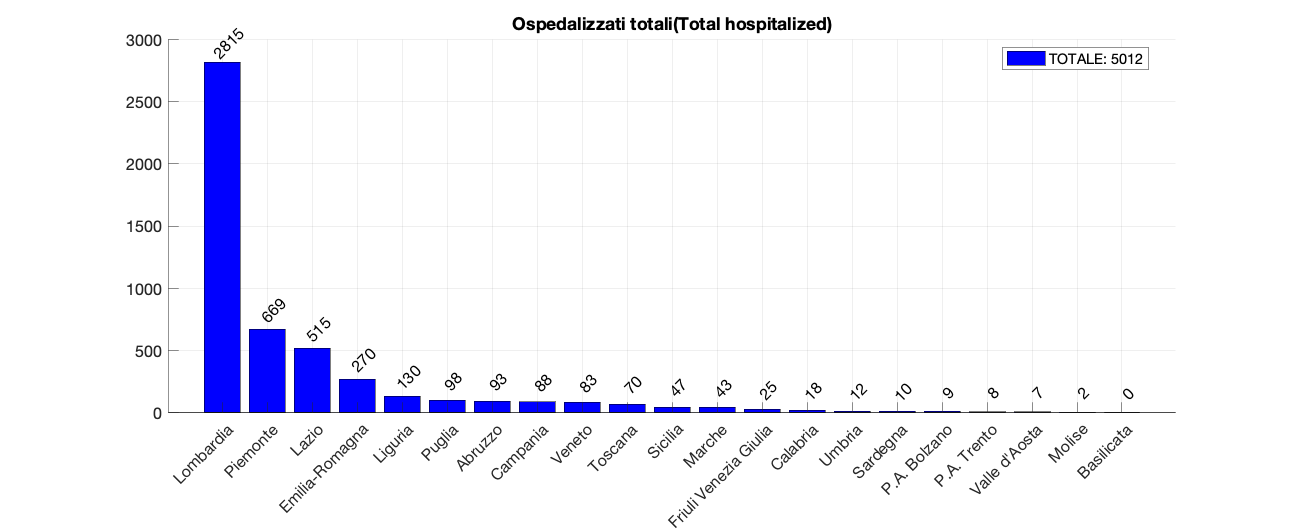 Ospedalizzati totali(Total hospitalized)
TOTALE: 5012
3000
2500
2000
1500
1000
500
0
2815
669
515
270
130
98
93
88
83
70
47
43
25
18
12
10
9
8
7
2
0
Lombardia
Piemonte
Lazio
Emilia-Romagna
Liguria
Puglia
Abruzzo
Campania
Veneto
Toscana
Sicilia
Marche
Friuli Venezia Giulia
Calabria
Umbria
Sardegna
P.A. Bolzano
P.A. Trento
Valle d'Aosta
Molise
Basilicata